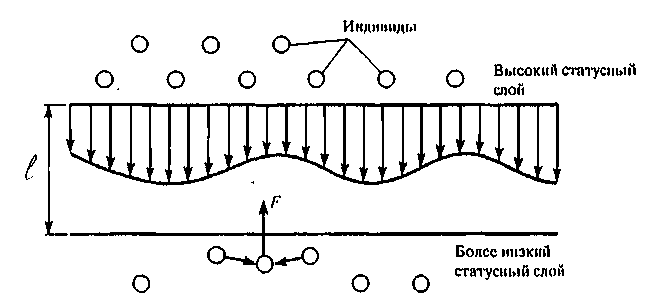 Индивиды
Высокий статусный
слой
ℓ
F
Более низкий
статусный слой